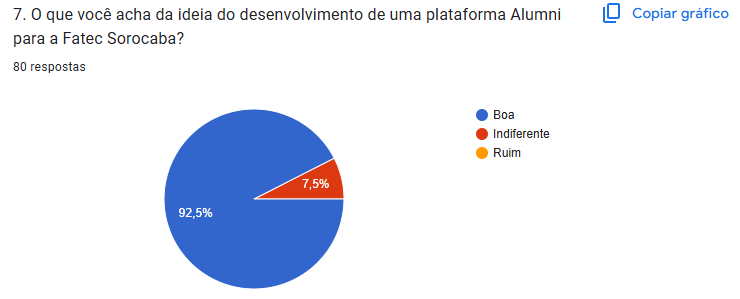 7. O que você acha da ideia do desenvolvimento de uma plataforma Alumni
para a Fatec Sorocaba?
Copiar gráfico
80 respostas
Boa
Indiferente
Ruim
7,5%
92,5%